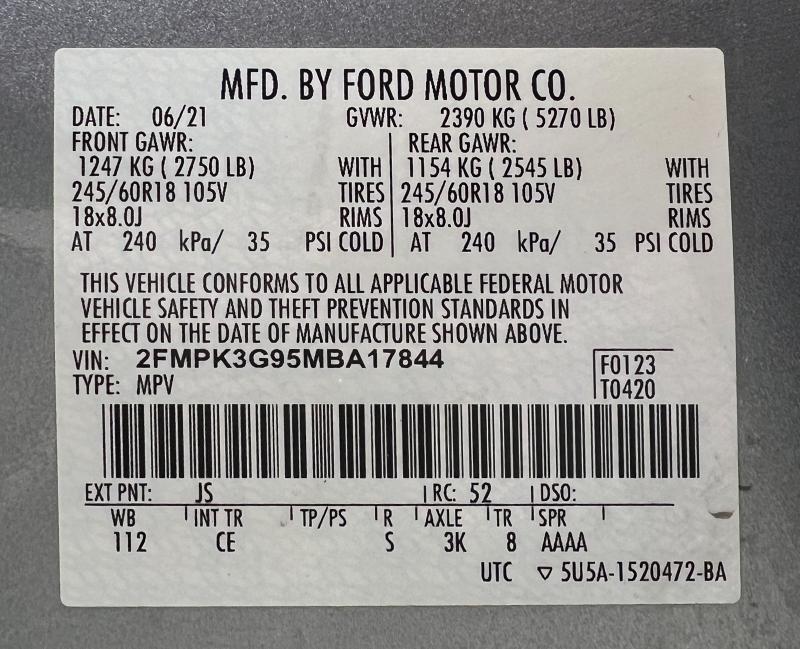 MFD. BY FORD MOTOR CO.
DATE: 06/21 GVWR: 2390 KG ( 5270 LB)
FRONT GAWR: REAR GAWR:
1247 KG ( 2750 LB) WITH 1154 KG ( 2545 LB) WITH
245/60R18 105V TIRES 245/60R18 105V TIRES
18x8.0J RIMS 18x8.0J RIMS
AT 240 kPa/ 35 PSI COLD AT 240 kPa/ 35 PSI COLD
THIS VEHICLE CONFORMS TO ALL APPLICABLE FEDERAL MOTOR
VEHICLE SAFETY AND THEFT PREVENTION STANDARDS IN
EFFECT ON THE DATE OF MANUFACTURE SHOWN ABOVE.
VIN: 2FMPK3G95MBA17844 F0123
TYPE: MPV T0420
EXT PNT: JS RC: 52 DSO:
WB INT TR TP/PS R AXLE TR SPR
112 CE S 3K 8 AAAA
UTC ▽ 5U5A-1520472-BA